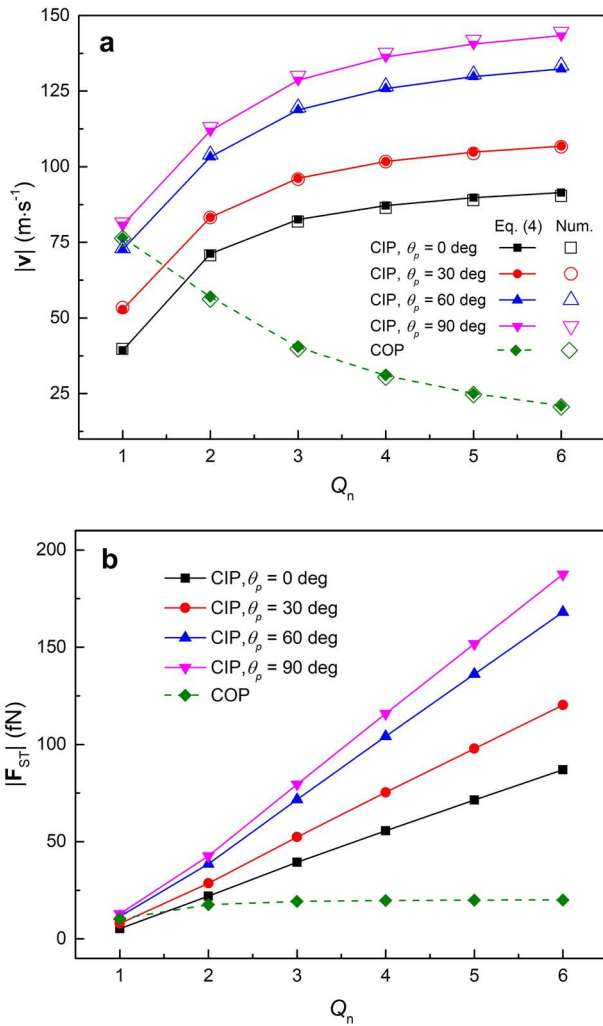 a
150
125
100
75
50
25
|v| (m·s⁻¹)
Eq. (4) Num.
CIP, θp = 0 deg
CIP, θp = 30 deg
CIP, θp = 60 deg
CIP, θp = 90 deg
COP
1 2 3 4 5 6
Qn
b
200
150
100
50
0
|FST| (fN)
CIP, θp = 0 deg
CIP, θp = 30 deg
CIP, θp = 60 deg
CIP, θp = 90 deg
COP
1 2 3 4 5 6
Qn